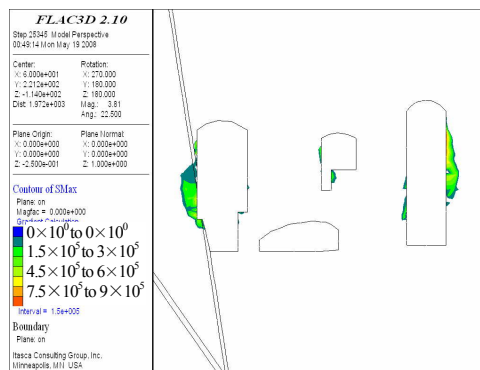 FLAC3D 2.10
Step 25345 Model Perspective
00:49:14 Mon May 19 2008
Center: Rotation:
X: 6.000e+001 X: 270.000
Y: 2.212e+002 Y: 180.000
Z: -1.140e+002 Z: 180.000
Dist: 1.972e+003 Mag.: 3.81
Ang.: 22.500
Plane Origin: Plane Normal:
X: 0.000e+000 X: 0.000e+000
Y: 0.000e+000 Y: 0.000e+000
Z: -2.500e-001 Z: 1.000e+000
Contour of SMax
Plane: on
Magfac = 0.000e+000
Gradient Calculation
0×10⁰ to 0×10⁰
1.5×10⁵ to 3×10⁵
4.5×10⁵ to 6×10⁵
7.5×10⁵ to 9×10⁵
Interval = 1.5e+005
Boundary
Plane: on
Itasca Consulting Group, Inc.
Minneapolis, MN USA